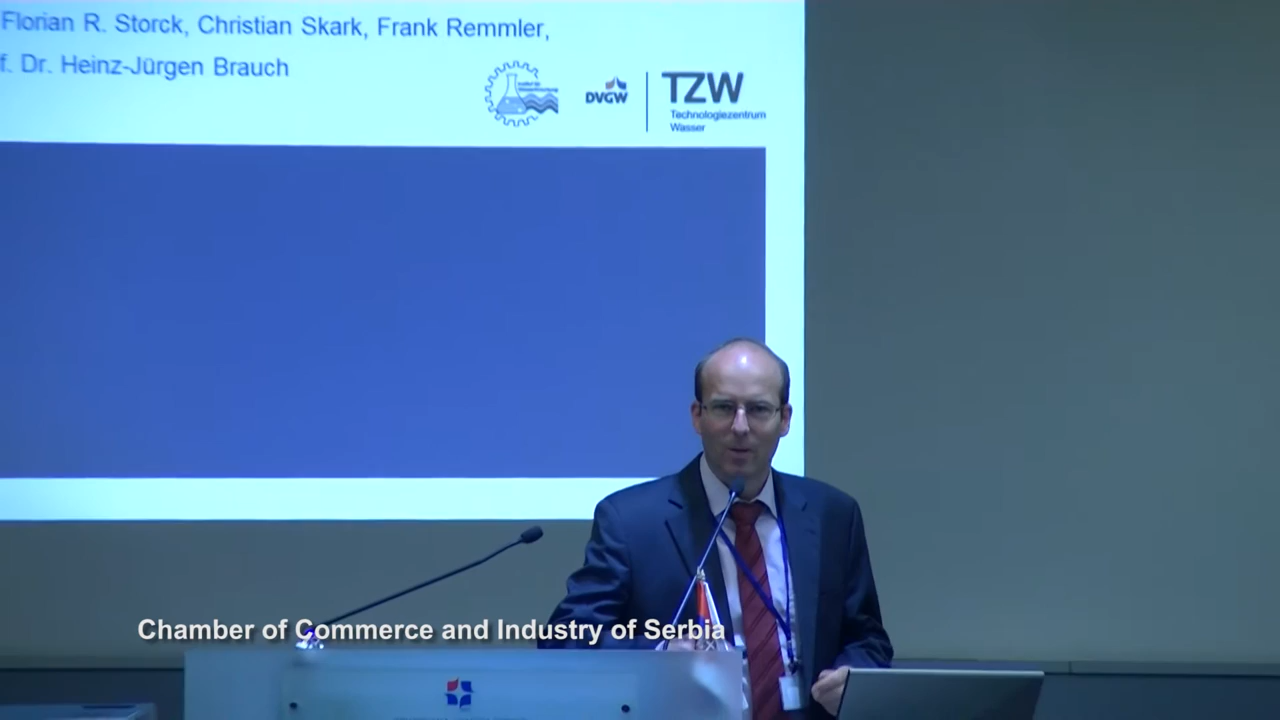 Florian R. Storck, Christian Skark, Frank Remmler,
f. Dr. Heinz-Jürgen Brauch
DVGW
TZW
Technologiezentrum
Wasser
Chamber of Commerce and Industry of Serbia